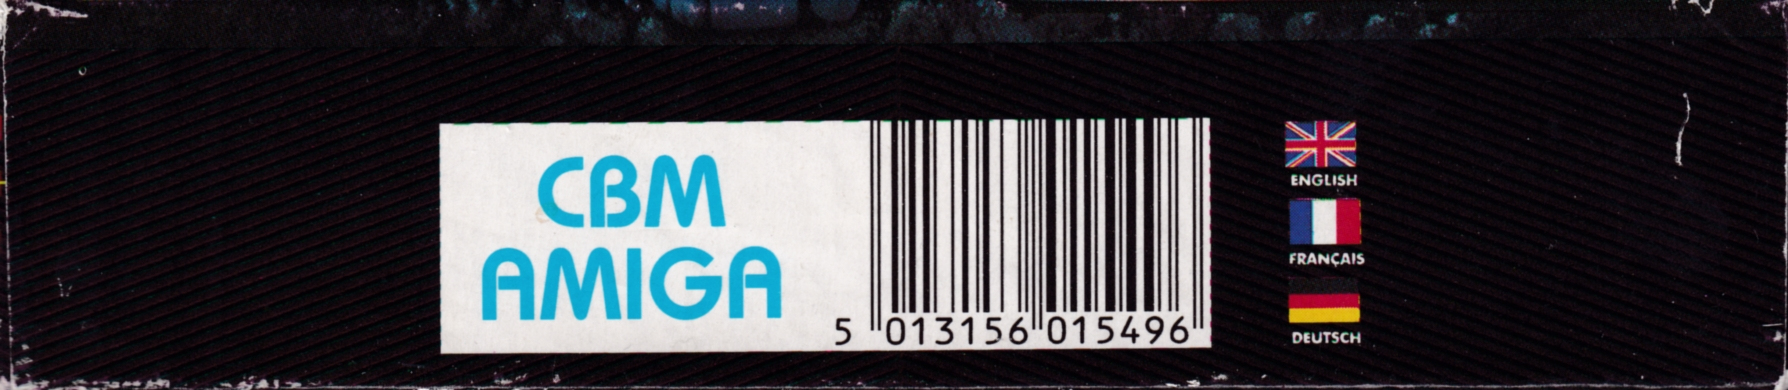 CBM
AMIGA
5 013156 015496
ENGLISH
FRANÇAIS
DEUTSCH